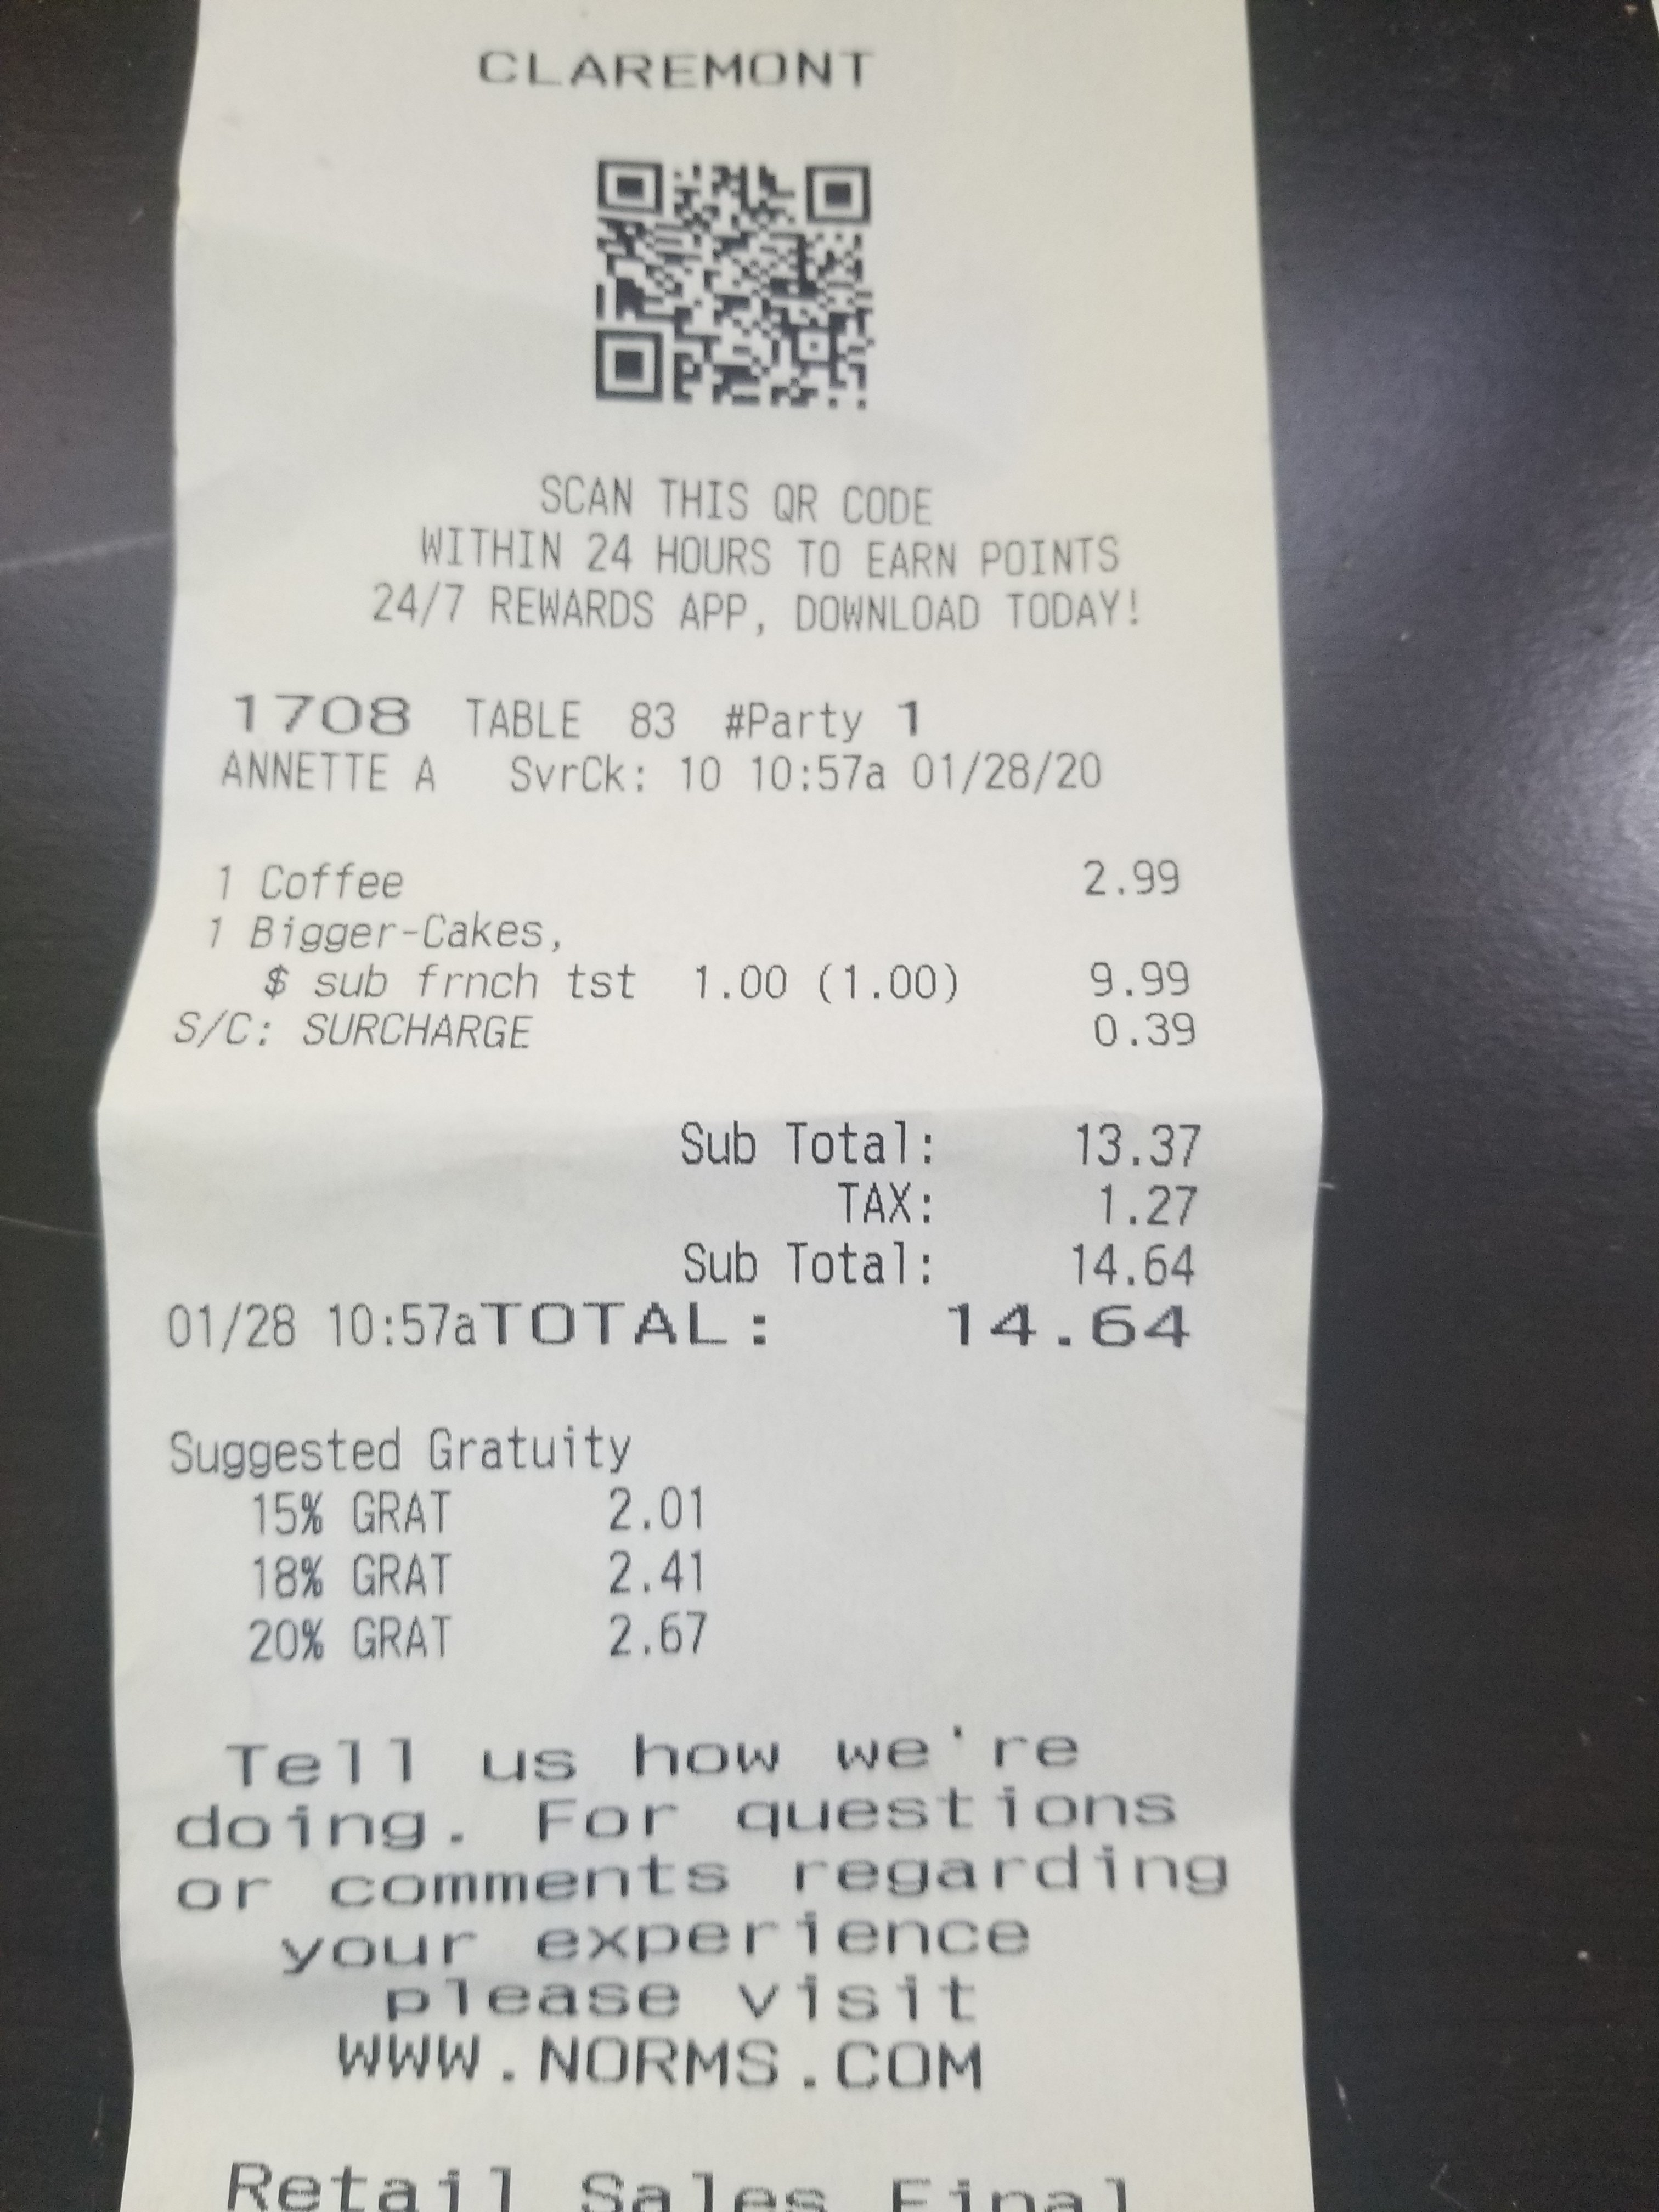 CLAREMONT
SCAN THIS QR CODE
WITHIN 24 HOURS TO EARN POINTS
24/7 REWARDS APP, DOWNLOAD TODAY!
1708 TABLE 83 #Party 1
ANNETTE A SvrCk: 10 10:57a 01/28/20
1 Coffee 2.99
1 Bigger-Cakes,
$ sub frnch tst 1.00 (1.00) 9.99
S/C: SURCHARGE 0.39
Sub Total: 13.37
TAX: 1.27
Sub Total: 14.64
01/28 10:57aTOTAL: 14.64
Suggested Gratuity
15% GRAT 2.01
18% GRAT 2.41
20% GRAT 2.67
Tell us how we're
doing. For questions
or comments regarding
your experience
please visit
WWW.NORMS.COM
Retail Sales Final